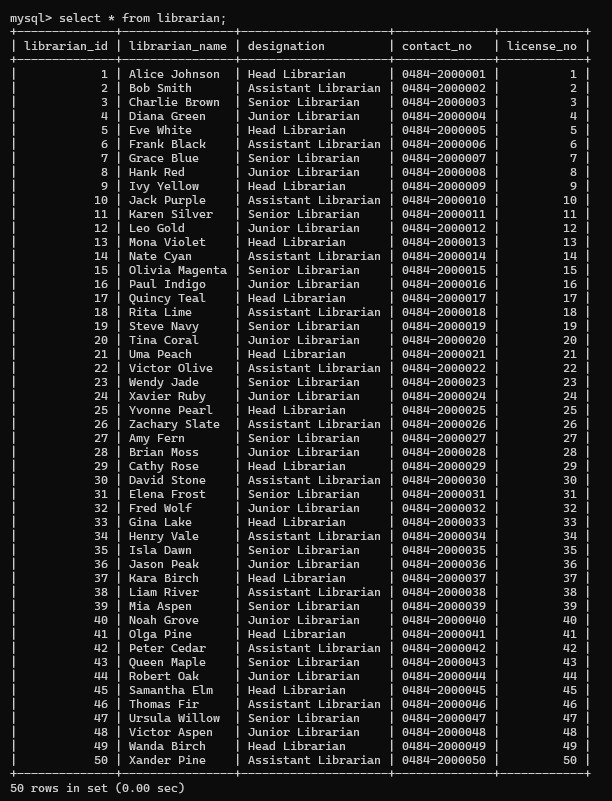 mysql> select * from librarian;
+--------------+-----------------+---------------------+--------------+------------+
| librarian_id | librarian_name  | designation         | contact_no   | license_no |
+--------------+-----------------+---------------------+--------------+------------+
|            1 | Alice Johnson   | Head Librarian      | 0484-2000001 |          1 |
|            2 | Bob Smith       | Assistant Librarian | 0484-2000002 |          2 |
|            3 | Charlie Brown   | Senior Librarian    | 0484-2000003 |          3 |
|            4 | Diana Green     | Junior Librarian    | 0484-2000004 |          4 |
|            5 | Eve White       | Head Librarian      | 0484-2000005 |          5 |
|            6 | Frank Black     | Assistant Librarian | 0484-2000006 |          6 |
|            7 | Grace Blue      | Senior Librarian    | 0484-2000007 |          7 |
|            8 | Hank Red        | Junior Librarian    | 0484-2000008 |          8 |
|            9 | Ivy Yellow      | Head Librarian      | 0484-2000009 |          9 |
|           10 | Jack Purple     | Assistant Librarian | 0484-2000010 |         10 |
|           11 | Karen Silver    | Senior Librarian    | 0484-2000011 |         11 |
|           12 | Leo Gold        | Junior Librarian    | 0484-2000012 |         12 |
|           13 | Mona Violet     | Head Librarian      | 0484-2000013 |         13 |
|           14 | Nate Cyan       | Assistant Librarian | 0484-2000014 |         14 |
|           15 | Olivia Magenta  | Senior Librarian    | 0484-2000015 |         15 |
|           16 | Paul Indigo     | Junior Librarian    | 0484-2000016 |         16 |
|           17 | Quincy Teal     | Head Librarian      | 0484-2000017 |         17 |
|           18 | Rita Lime       | Assistant Librarian | 0484-2000018 |         18 |
|           19 | Steve Navy      | Senior Librarian    | 0484-2000019 |         19 |
|           20 | Tina Coral      | Junior Librarian    | 0484-2000020 |         20 |
|           21 | Uma Peach       | Head Librarian      | 0484-2000021 |         21 |
|           22 | Victor Olive    | Assistant Librarian | 0484-2000022 |         22 |
|           23 | Wendy Jade      | Senior Librarian    | 0484-2000023 |         23 |
|           24 | Xavier Ruby     | Junior Librarian    | 0484-2000024 |         24 |
|           25 | Yvonne Pearl    | Head Librarian      | 0484-2000025 |         25 |
|           26 | Zachary Slate   | Assistant Librarian | 0484-2000026 |         26 |
|           27 | Amy Fern        | Senior Librarian    | 0484-2000027 |         27 |
|           28 | Brian Moss      | Junior Librarian    | 0484-2000028 |         28 |
|           29 | Cathy Rose      | Head Librarian      | 0484-2000029 |         29 |
|           30 | David Stone     | Assistant Librarian | 0484-2000030 |         30 |
|           31 | Elena Frost     | Senior Librarian    | 0484-2000031 |         31 |
|           32 | Fred Wolf       | Junior Librarian    | 0484-2000032 |         32 |
|           33 | Gina Lake       | Head Librarian      | 0484-2000033 |         33 |
|           34 | Henry Vale      | Assistant Librarian | 0484-2000034 |         34 |
|           35 | Isla Dawn       | Senior Librarian    | 0484-2000035 |         35 |
|           36 | Jason Peak      | Junior Librarian    | 0484-2000036 |         36 |
|           37 | Kara Birch      | Head Librarian      | 0484-2000037 |         37 |
|           38 | Liam River      | Assistant Librarian | 0484-2000038 |         38 |
|           39 | Mia Aspen       | Senior Librarian    | 0484-2000039 |         39 |
|           40 | Noah Grove      | Junior Librarian    | 0484-2000040 |         40 |
|           41 | Olga Pine       | Head Librarian      | 0484-2000041 |         41 |
|           42 | Peter Cedar     | Assistant Librarian | 0484-2000042 |         42 |
|           43 | Queen Maple     | Senior Librarian    | 0484-2000043 |         43 |
|           44 | Robert Oak      | Junior Librarian    | 0484-2000044 |         44 |
|           45 | Samantha Elm    | Head Librarian      | 0484-2000045 |         45 |
|           46 | Thomas Fir      | Assistant Librarian | 0484-2000046 |         46 |
|           47 | Ursula Willow   | Senior Librarian    | 0484-2000047 |         47 |
|           48 | Victor Aspen    | Junior Librarian    | 0484-2000048 |         48 |
|           49 | Wanda Birch     | Head Librarian      | 0484-2000049 |         49 |
|           50 | Xander Pine     | Assistant Librarian | 0484-2000050 |         50 |
+--------------+-----------------+---------------------+--------------+------------+
50 rows in set (0.00 sec)